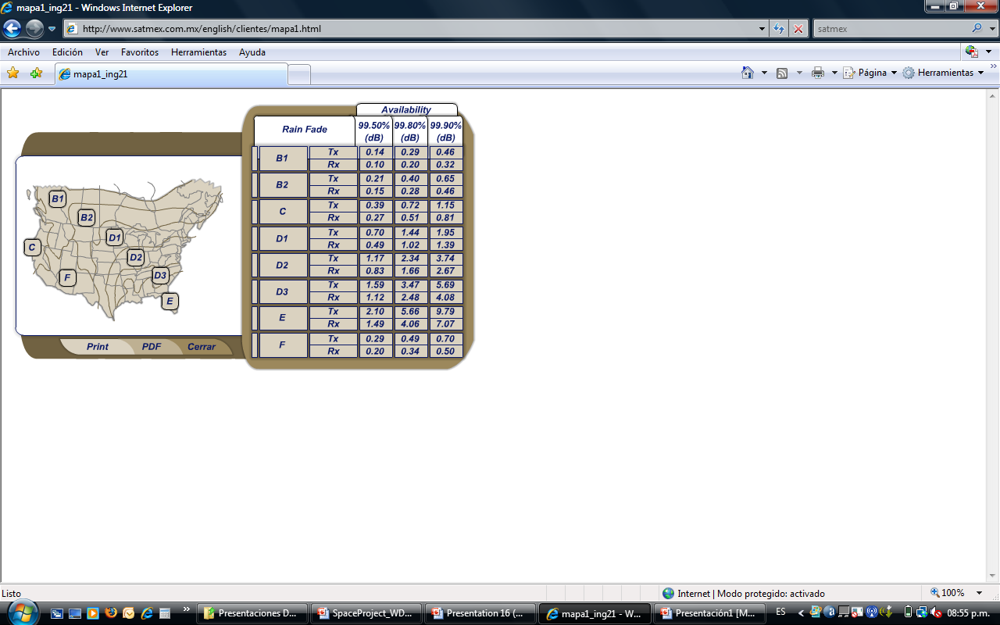 mapa1_ing21 - Windows Internet Explorer
http://www.satmex.com.mx/english/clientes/mapa1.html
satmex
Archivo Edición Ver Favoritos Herramientas Ayuda
mapa1_ing21
Página Herramientas
Availability
Rain Fade 99.50% (dB) 99.80% (dB) 99.90% (dB)
B1 Tx 0.14 0.29 0.46
Rx 0.10 0.20 0.32
B2 Tx 0.21 0.40 0.65
Rx 0.15 0.28 0.46
C Tx 0.39 0.72 1.15
Rx 0.27 0.51 0.81
D1 Tx 0.70 1.44 1.95
Rx 0.49 1.02 1.39
D2 Tx 1.17 2.34 3.74
Rx 0.83 1.66 2.67
D3 Tx 1.59 3.47 5.69
Rx 1.12 2.48 4.08
E Tx 2.10 5.66 9.79
Rx 1.49 4.06 7.07
F Tx 0.29 0.49 0.70
Rx 0.20 0.34 0.50
B1
B2
D1
C
D2
F
D3
E
Print PDF Cerrar
Listo
Internet | Modo protegido: activado
100%
Presentaciones D...
SpaceProject_WD...
Presentation 16 (...
mapa1_ing21 - W...
Presentación1 [M...
ES
08:55 p.m.